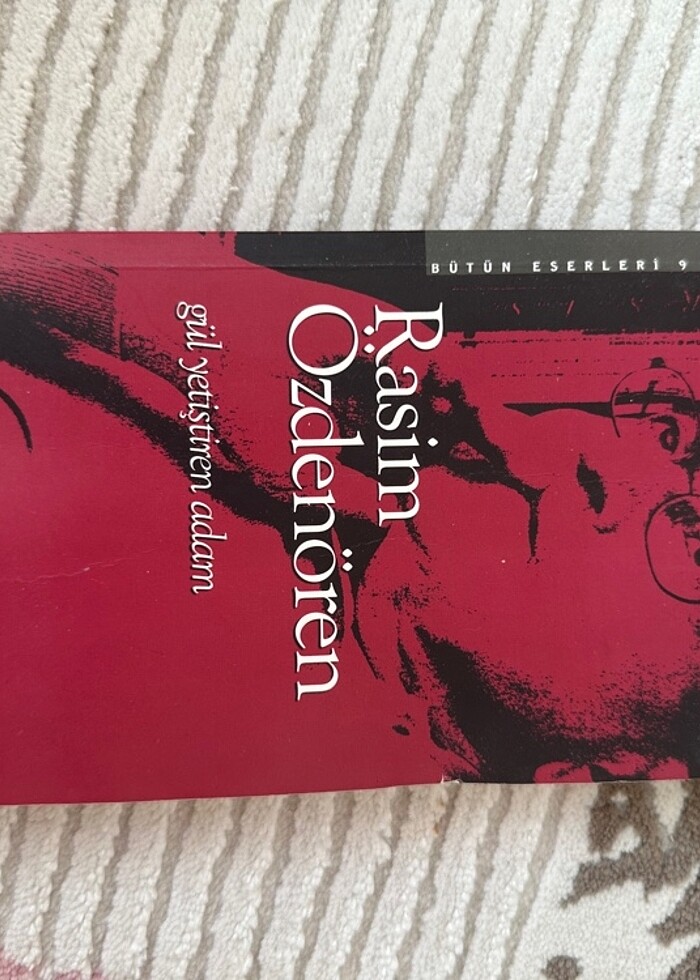 BÜTÜN ESERLERİ 9
Rasim
Özdenören
gül yetiştiren adam